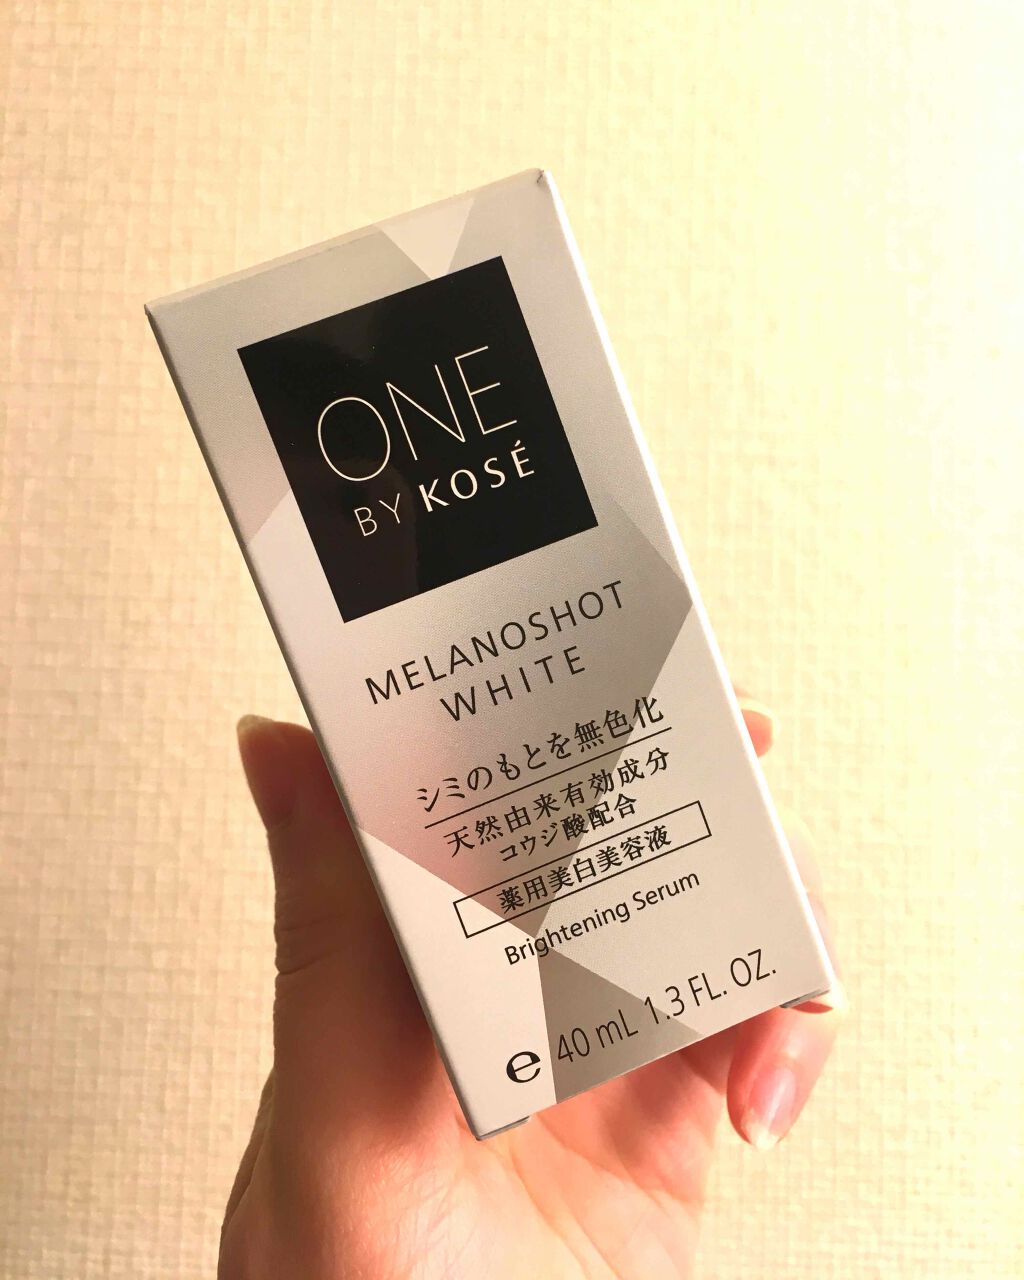 ONE
BY KOSÉ
MELANOSHOT
WHITE
シミのもとを無色化
天然由来有効成分
コウジ酸配合
薬用美白美容液
Brightening Serum
℮ 40 mL 1.3 FL. OZ.